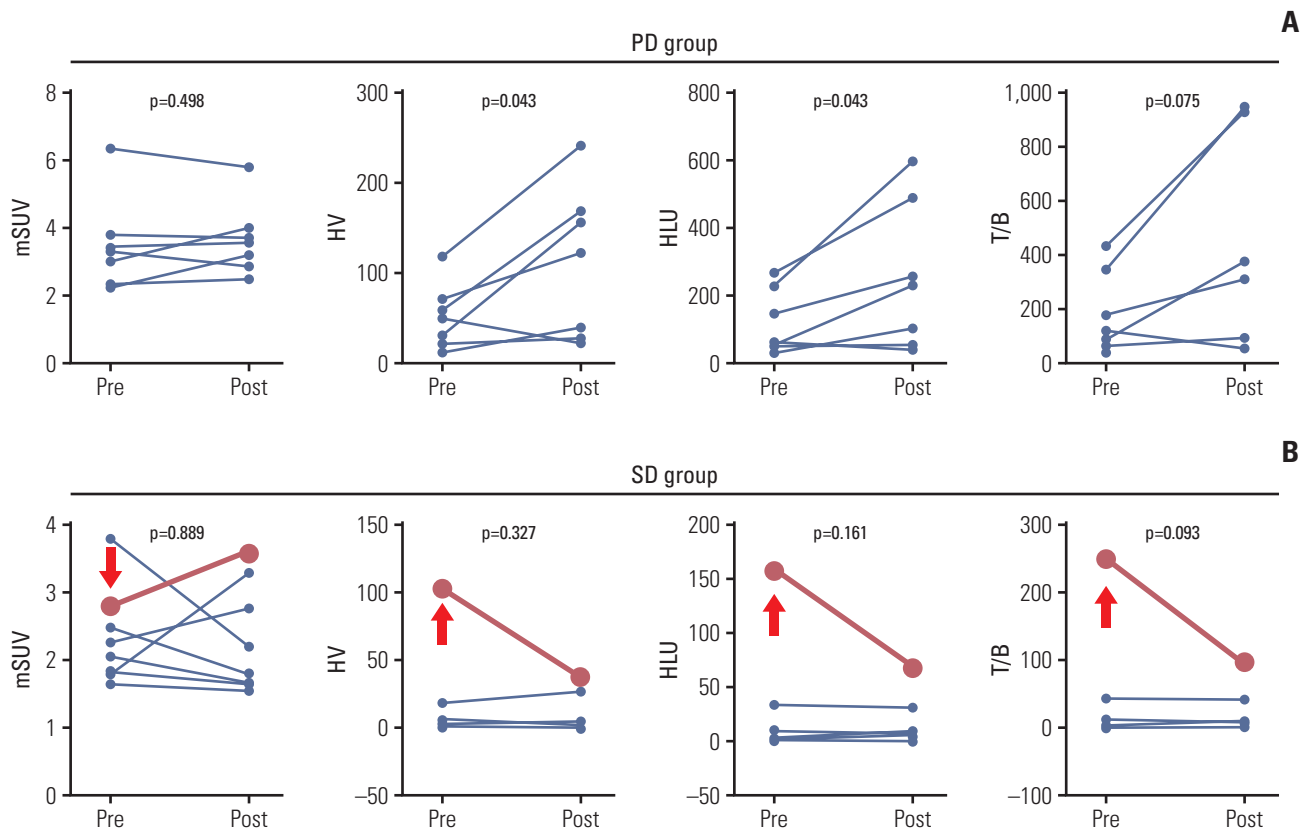 A
PD group
8
6
4
2
0
mSUV
p=0.498
Pre
Post
300
200
100
0
HV
p=0.043
Pre
Post
800
600
400
200
0
HLU
p=0.043
Pre
Post
1,000
800
600
400
200
0
T/B
p=0.075
Pre
Post
B
SD group
4
3
2
1
0
mSUV
p=0.889
Pre
Post
150
100
50
0
−50
HV
p=0.327
Pre
Post
200
150
100
50
0
−50
HLU
p=0.161
Pre
Post
300
200
100
0
−100
T/B
p=0.093
Pre
Post